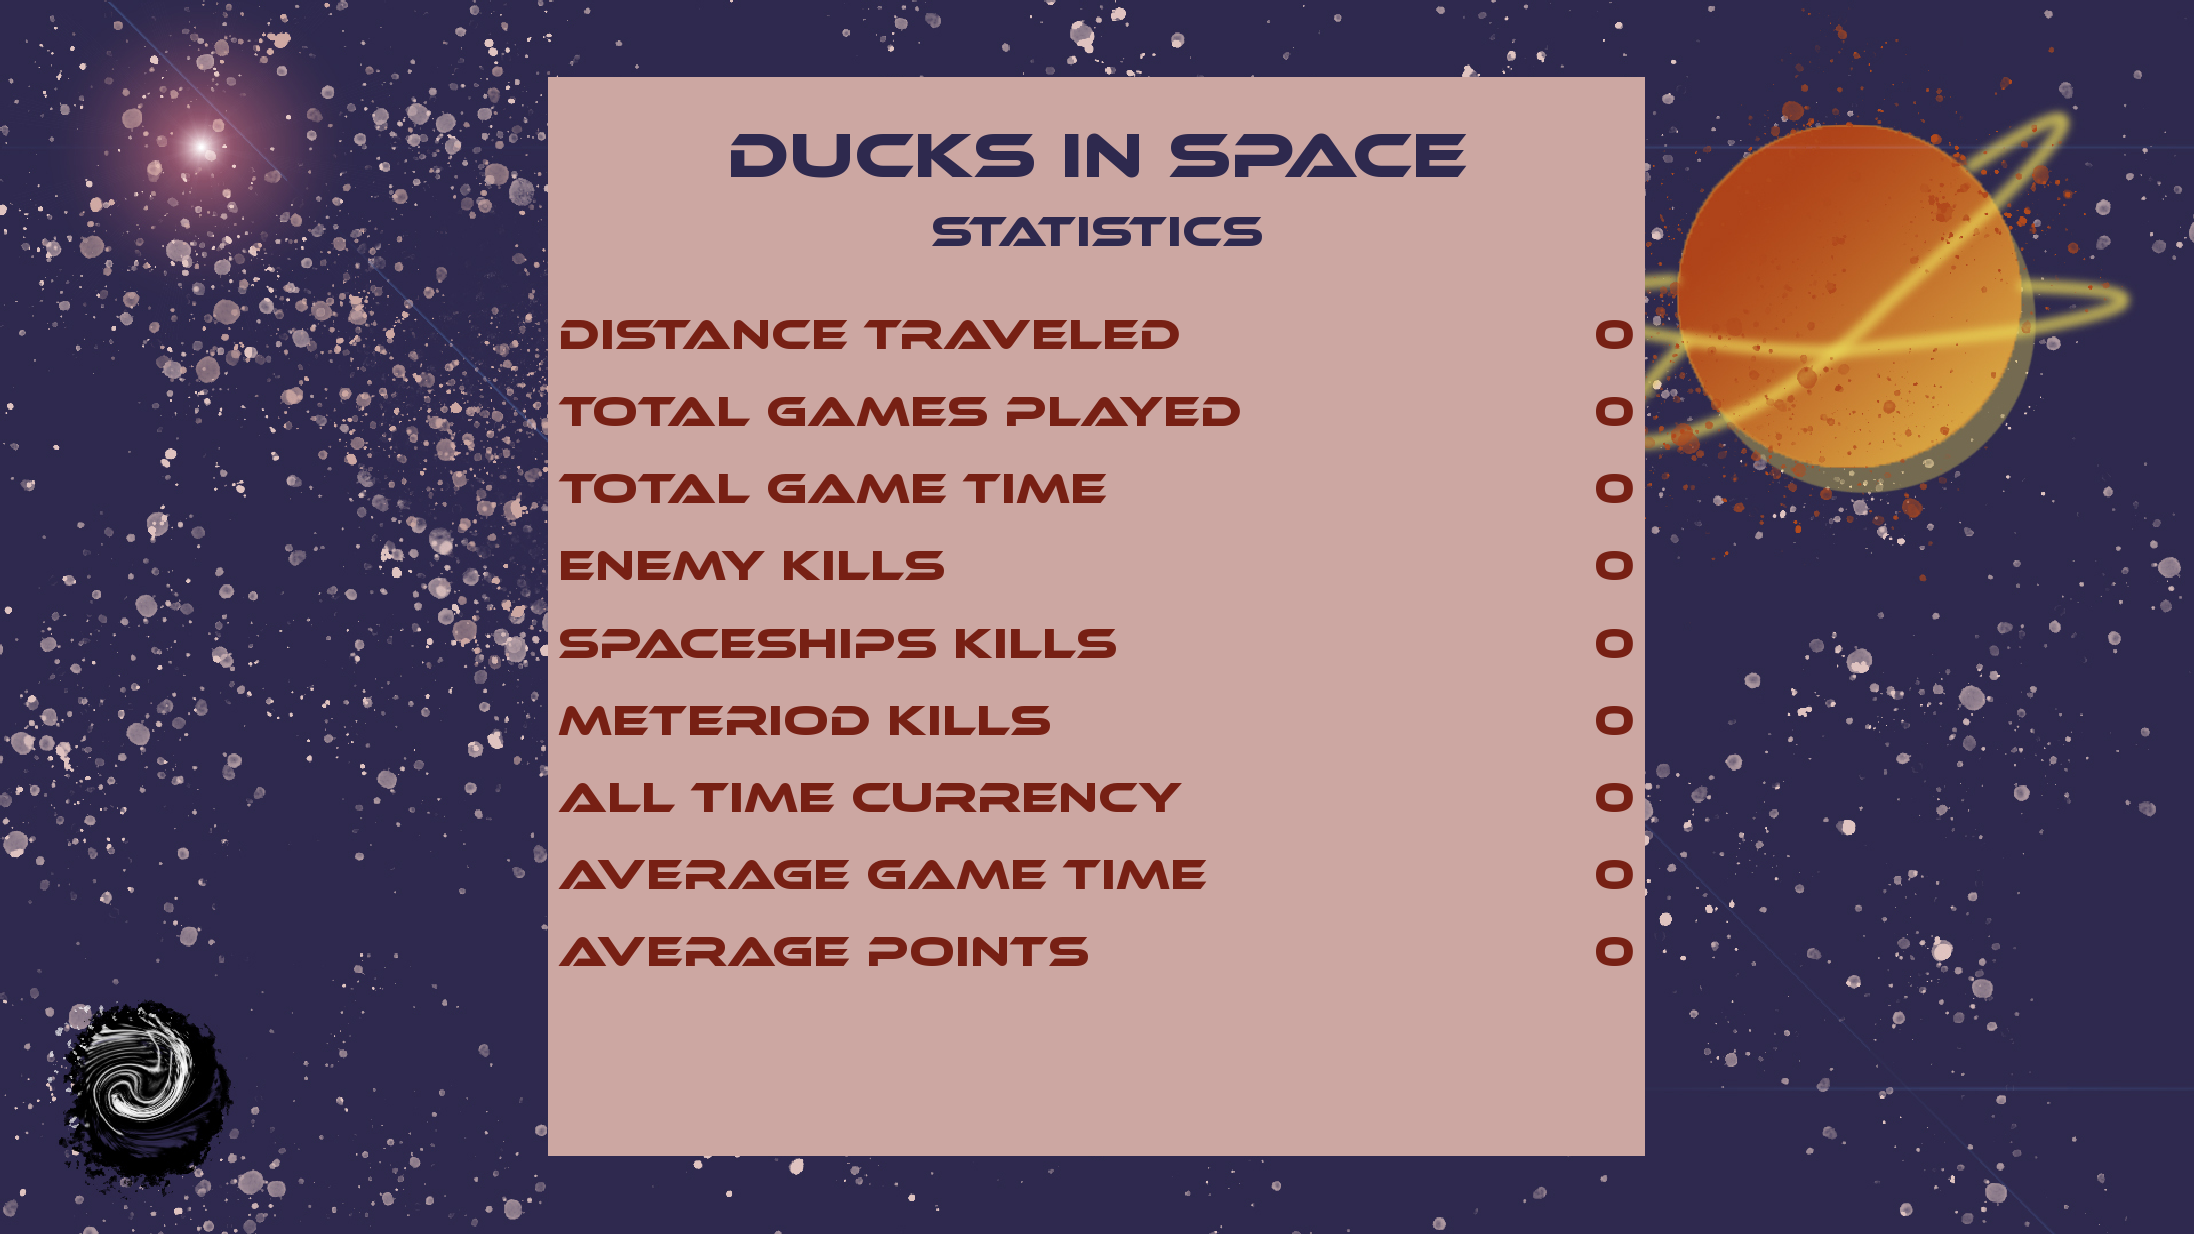 DUCKS IN SPACE
STATISTICS
DISTANCE TRAVELED 0
TOTAL GAMES PLAYED 0
TOTAL GAME TIME 0
ENEMY KILLS 0
SPACESHIPS KILLS 0
METERIOD KILLS 0
ALL TIME CURRENCY 0
AVERAGE GAME TIME 0
AVERAGE POINTS 0